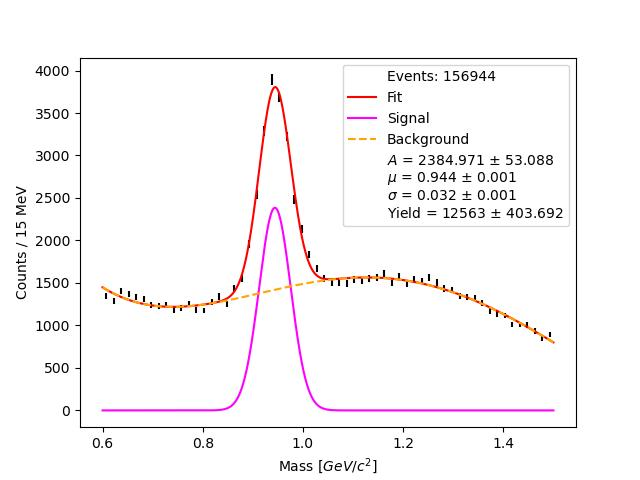 Events: 156944
Fit
Signal
Background
A = 2384.971 ± 53.088
μ = 0.944 ± 0.001
σ = 0.032 ± 0.001
Yield = 12563 ± 403.692
4000
3500
3000
2500
2000
1500
1000
500
0
Counts / 15 MeV
0.6 0.8 1.0 1.2 1.4
Mass [GeV/c²]